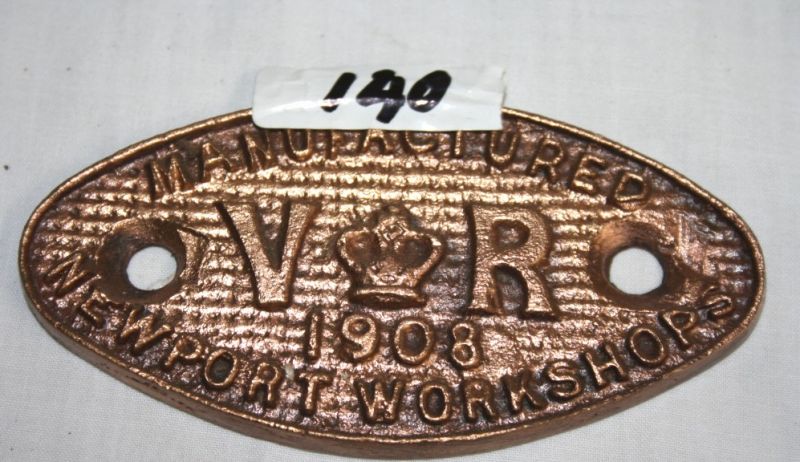 140
MANUFACTURED
V R
1908
NEWPORT WORKSHOPS